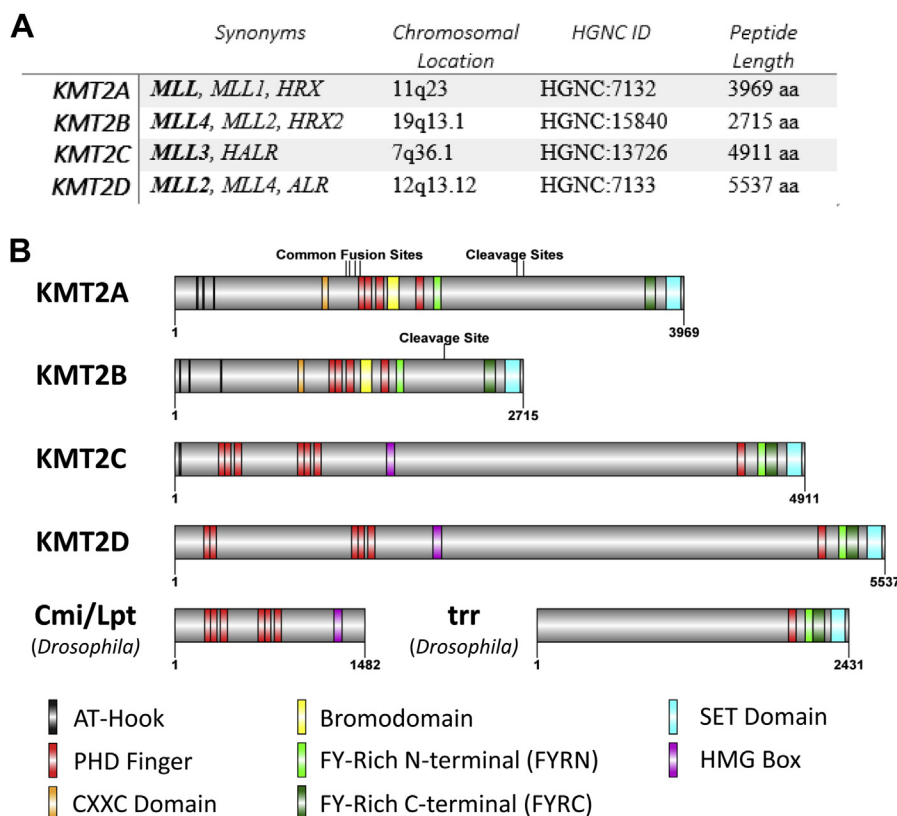 A
Synonyms Chromosomal Location HGNC ID Peptide Length
KMT2A MLL, MLL1, HRX 11q23 HGNC:7132 3969 aa
KMT2B MLL4, MLL2, HRX2 19q13.1 HGNC:15840 2715 aa
KMT2C MLL3, HALR 7q36.1 HGNC:13726 4911 aa
KMT2D MLL2, MLL4, ALR 12q13.12 HGNC:7133 5537 aa
B
Common Fusion Sites Cleavage Sites
KMT2A
1 3969
Cleavage Site
KMT2B
1 2715
KMT2C
1 4911
KMT2D
1 5537
Cmi/Lpt trr
(Drosophila) (Drosophila)
1 1482 1 2431
AT-Hook Bromodomain SET Domain
PHD Finger FY-Rich N-terminal (FYRN) HMG Box
CXXC Domain FY-Rich C-terminal (FYRC)